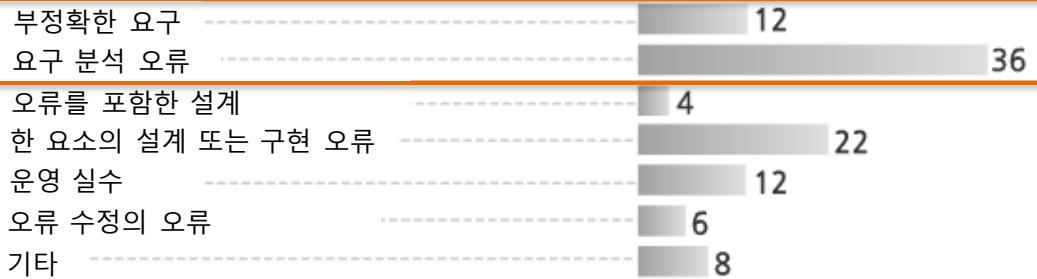 부정확한 요구 12
요구 분석 오류 36
오류를 포함한 설계 4
한 요소의 설계 또는 구현 오류 22
운영 실수 12
오류 수정의 오류 6
기타 8